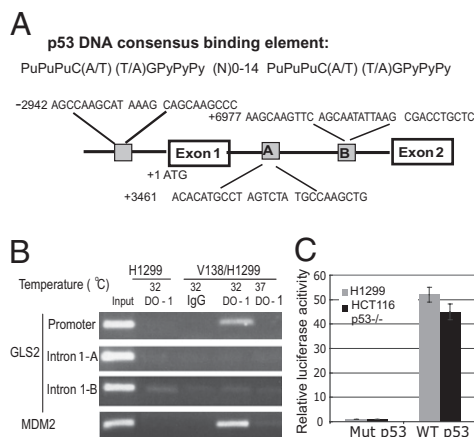 A
p53 DNA consensus binding element:
PuPuPuC(A/T) (T/A)GPyPyPy (N)0-14 PuPuPuC(A/T) (T/A)GPyPyPy
−2942 AGCCAAGCAT AAAG CAGCAAGCCC
+6977 AAGCAAGTTC AGCAATATTAAG CGACCTGCTC
Exon 1 A B Exon 2
+1 ATG
+3461 ACACATGCCT AGTCTA TGCCAAGCTG
B
H1299 V138/H1299
Temperature ( °C) 32 32 32 37
Input DO - 1 IgG DO - 1 DO - 1
GLS2
Promoter
Intron 1-A
Intron 1-B
MDM2
C
Relative luciferase acitivity
60
50
40
30
20
10
0
H1299
HCT116
p53-/-
Mut p53 WT p53